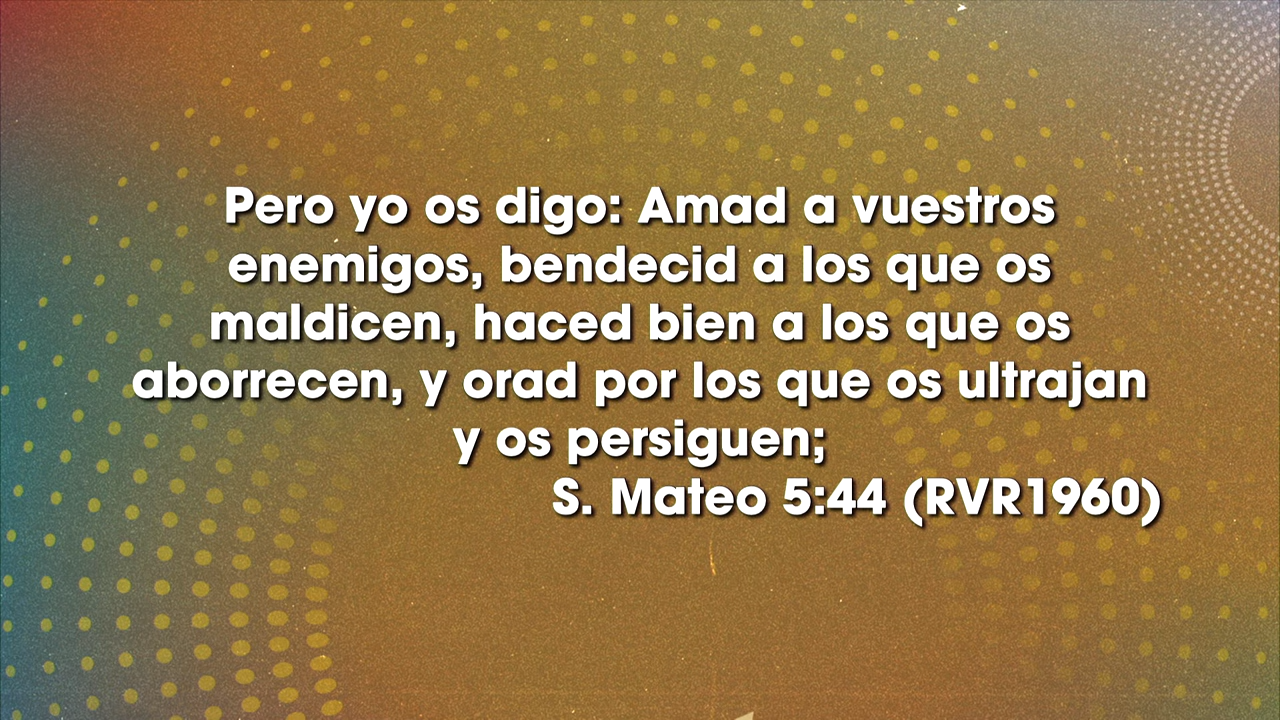 Pero yo os digo: Amad a vuestros
enemigos, bendecid a los que os
maldicen, haced bien a los que os
aborrecen, y orad por los que os ultrajan
y os persiguen;
S. Mateo 5:44 (RVR1960)